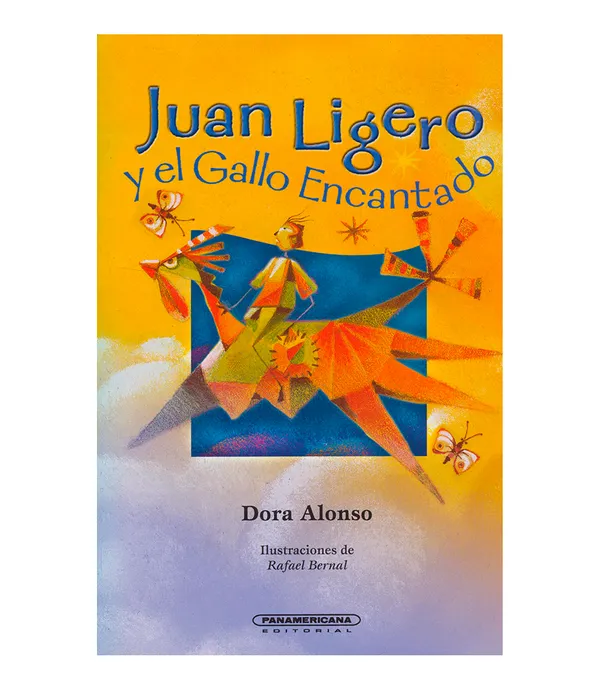 Juan Ligero
y el Gallo Encantado
Dora Alonso
Ilustraciones de
Rafael Bernal
PANAMERICANA
EDITORIAL